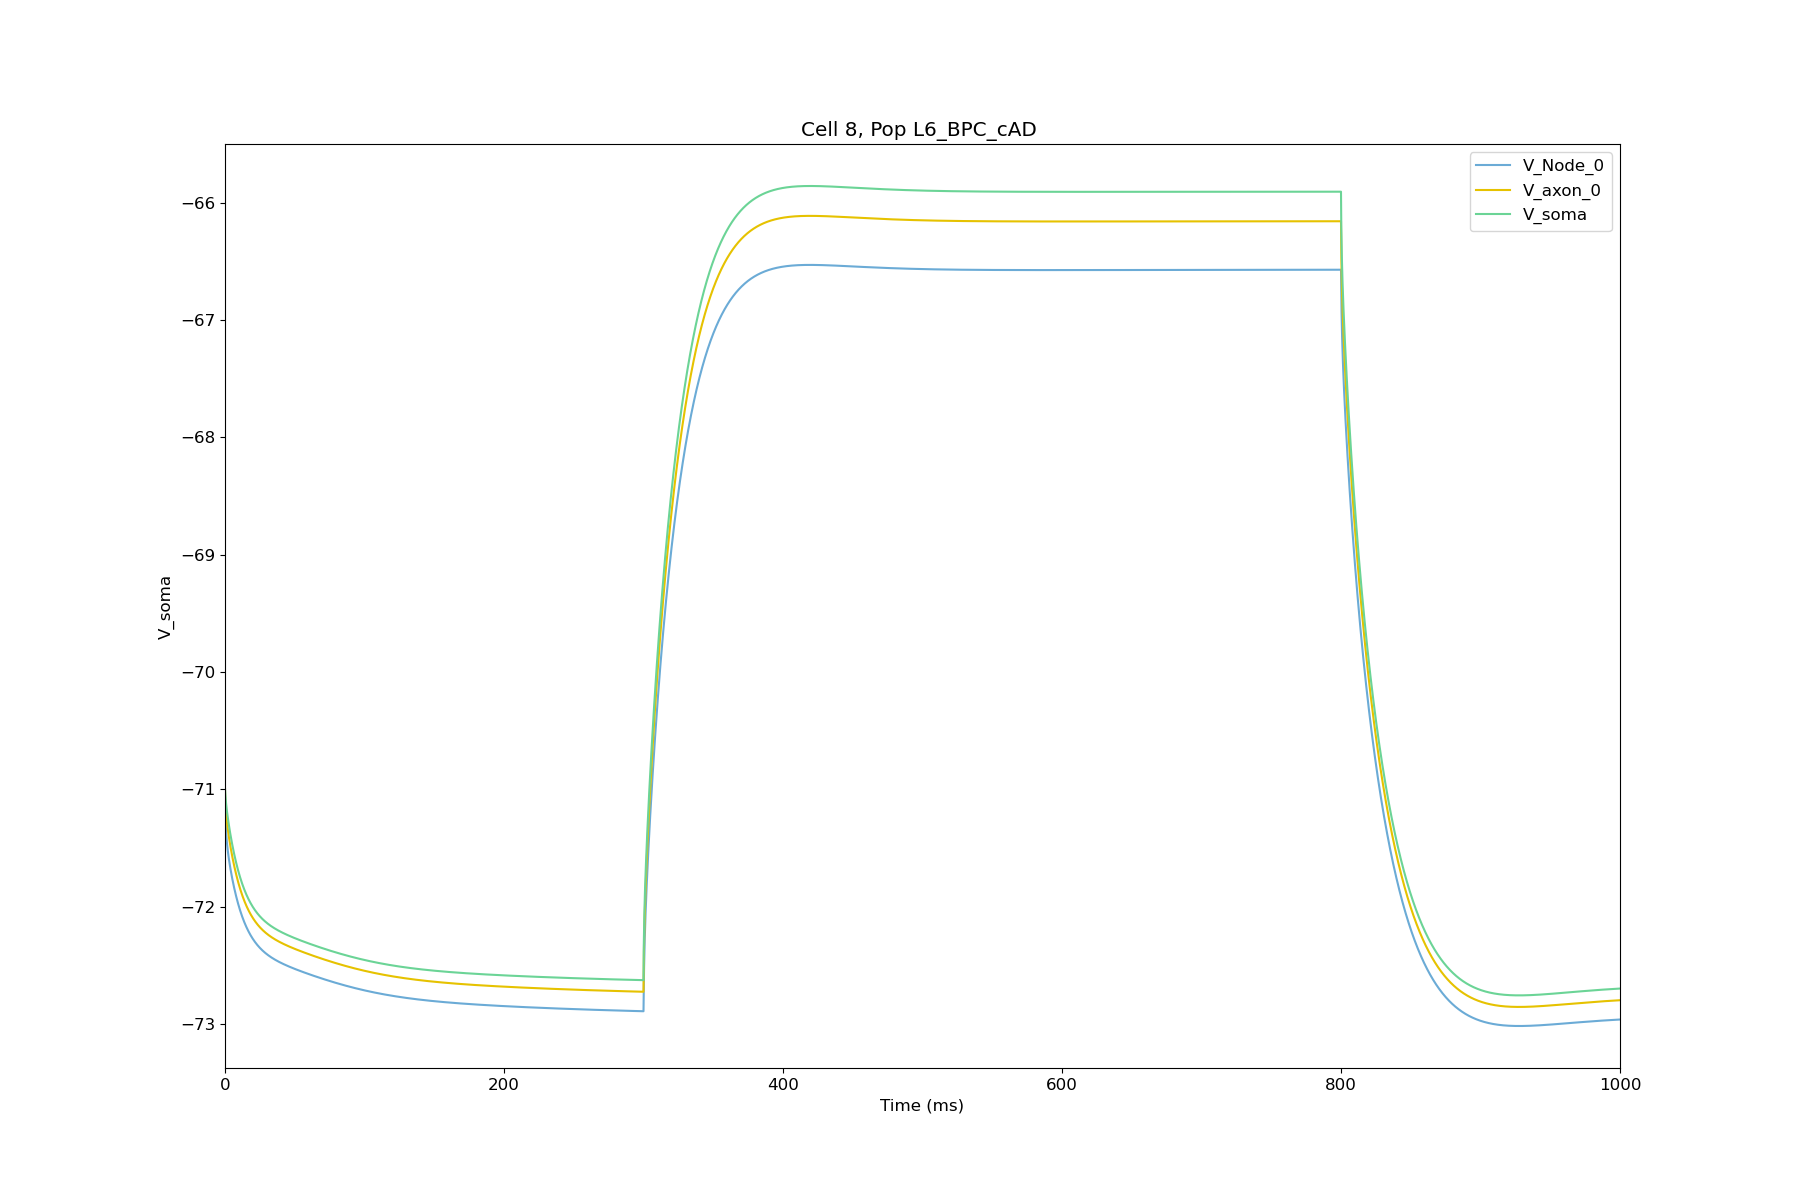 Cell 8, Pop L6_BPC_cAD
V_Node_0
V_axon_0
V_soma
−66
−67
−68
−69
−70
−71
−72
−73
V_soma
0 200 400 600 800 1000
Time (ms)